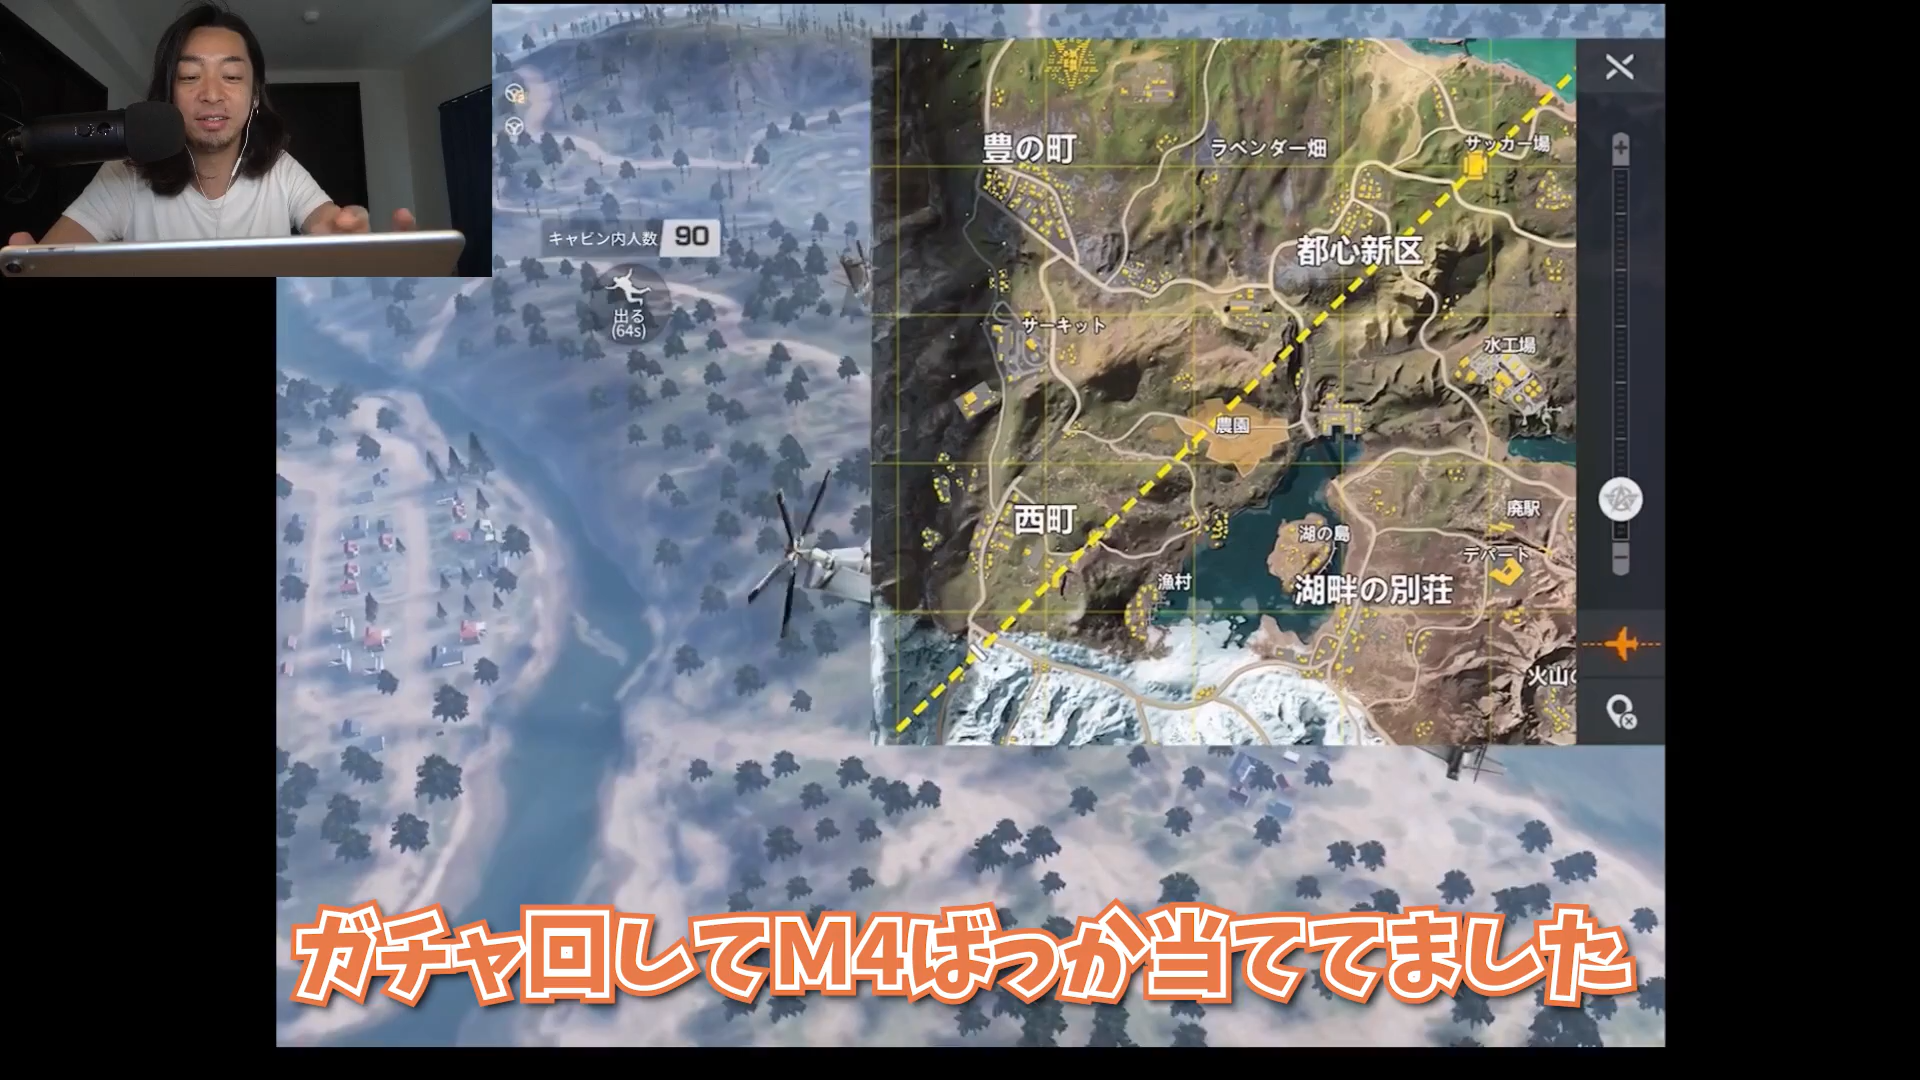 キャビン内人数 90
出る
(64s)
豊の町
ラベンダー畑
サッカー場
都心新区
サーキット
水工場
農園
西町
廃駅
湖の島
デパート
漁村
湖畔の別荘
火山の
ガチャ回してM4ばっか当ててました